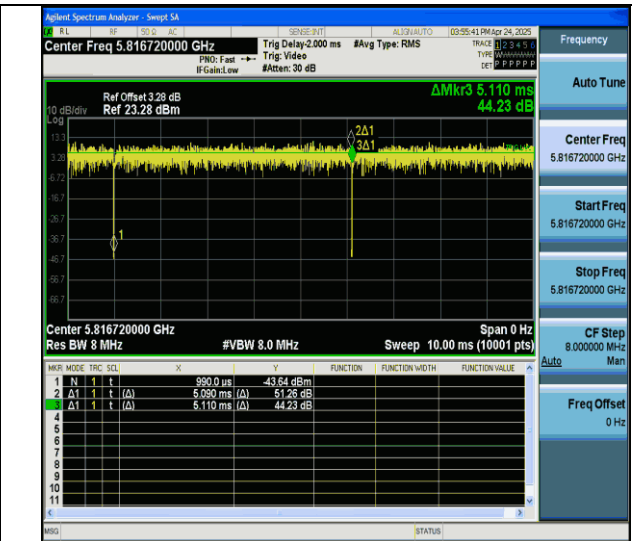 Agilent Spectrum Analyzer - Swept SA
RL RF 50 Ω AC SENSE:INT ALIGN AUTO 03:55:41 PM Apr 24, 2025
Center Freq 5.816720000 GHz Trig Delay-2.000 ms #Avg Type: RMS TRACE 1 2 3 4 5 6
PNO: Fast Trig: Video TYPE
IFGain:Low #Atten: 30 dB DET P P P P P P
Frequency
Auto Tune
Center Freq
5.816720000 GHz
Start Freq
5.816720000 GHz
Stop Freq
5.816720000 GHz
CF Step
8.000000 MHz
Auto Man
Freq Offset
0 Hz
ΔMkr3 5.110 ms
44.23 dB
Ref Offset 3.28 dB
10 dB/div Ref 23.28 dBm
Log
13.3
3.28
-6.72
-16.7
-26.7
-36.7
-46.7
-56.7
-66.7
2Δ1
3Δ1
1
Center 5.816720000 GHz Span 0 Hz
Res BW 8 MHz #VBW 8.0 MHz Sweep 10.00 ms (10001 pts)
MKR MODE TRC SCL X Y FUNCTION FUNCTION WIDTH FUNCTION VALUE
1 N 1 t 990.0 µs -43.64 dBm
2 Δ1 1 t (Δ) 5.090 ms (Δ) 51.26 dB
3 Δ1 1 t (Δ) 5.110 ms (Δ) 44.23 dB
4
5
6
7
8
9
10
11
MSG STATUS